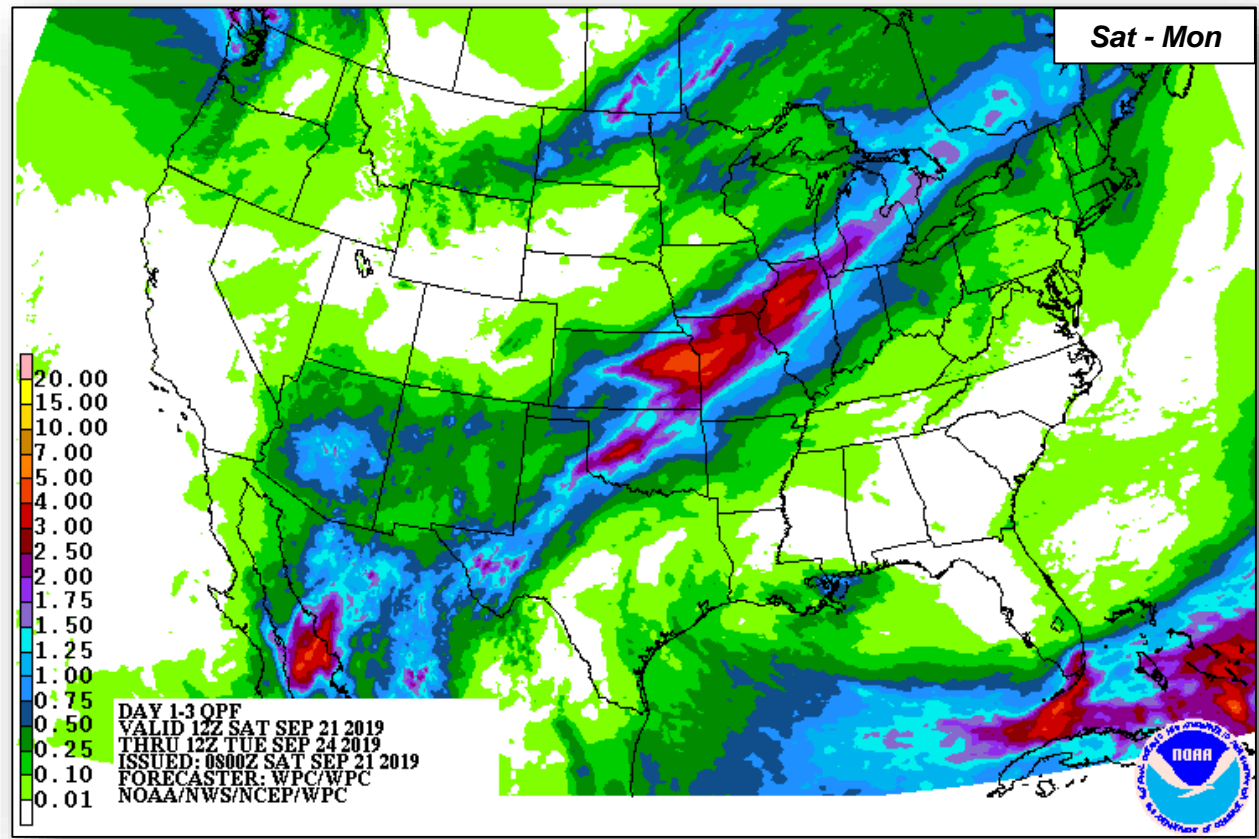 Sat - Mon
20.00
15.00
10.00
7.00
5.00
4.00
3.00
2.50
2.00
1.75
1.50
1.25
1.00
0.75
0.50
0.25
0.10
0.01
DAY 1-3 QPF
VALID 12Z SAT SEP 21 2019
THRU 12Z TUE SEP 24 2019
ISSUED: 0800Z SAT SEP 21 2019
FORECASTER: WPC/WPC
NOAA/NWS/NCEP/WPC
NOAA